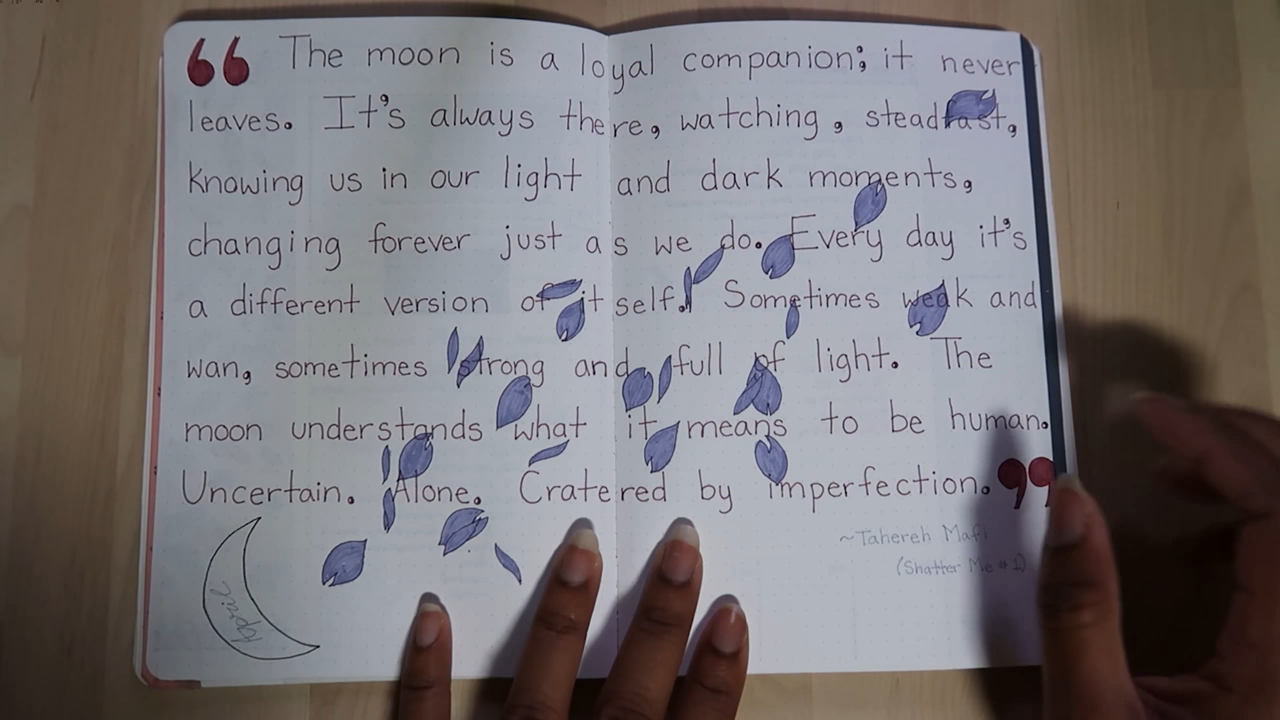 “ The moon is a loyal companion; it never
leaves. It's always there, watching, steadfast,
knowing us in our light and dark moments,
changing forever just as we do. Every day it's
a different version of itself. Sometimes weak and
wan, sometimes strong and full of light. The
moon understands what it means to be human.
Uncertain. Alone. Cratered by imperfection. ”
~Tahereh Mafi
(Shatter Me #1)
April